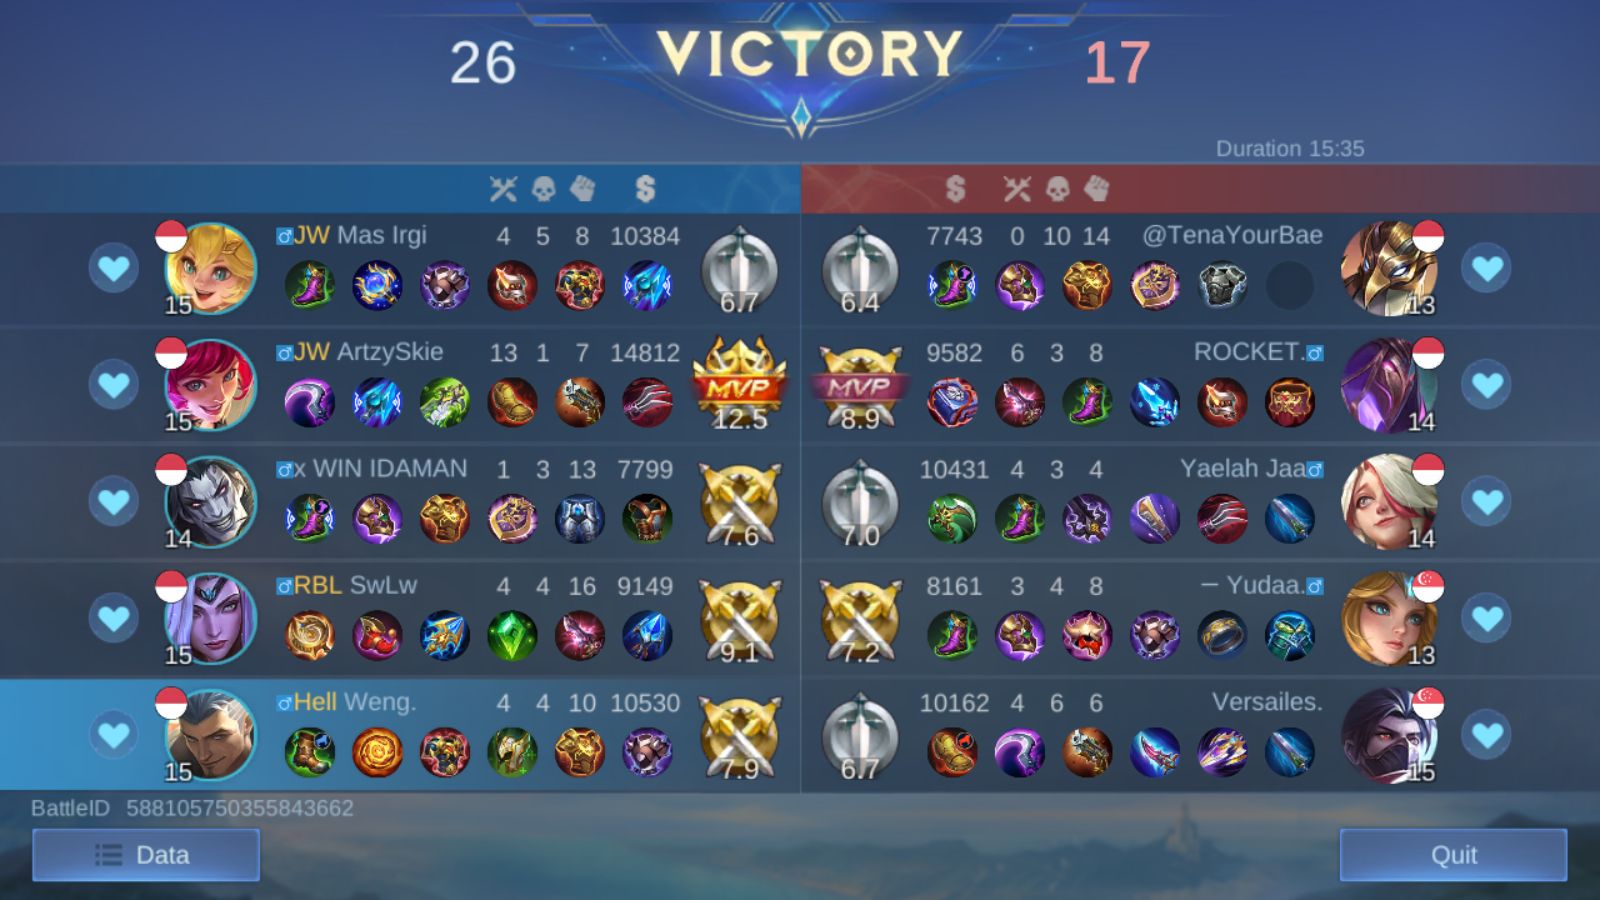 26 VICTORY 17
Duration 15:35
JW Mas Irgi 4 5 8 10384 7743 0 10 14 @TenaYourBae
15 6.7 6.4 13
JW ArtzySkie 13 1 7 14812 9582 6 3 8 ROCKET.
15 MVP 12.5 MVP 8.9 14
x WIN IDAMAN 1 3 13 7799 10431 4 3 4 Yaelah Jaa
14 7.6 7.0 14
RBL SwLw 4 4 16 9149 8161 3 4 8 – Yudaa.
15 9.1 7.2 13
Hell Weng. 4 4 10 10530 10162 4 6 6 Versailes.
15 7.9 6.7 15
BattleID 588105750355843662
Data Quit